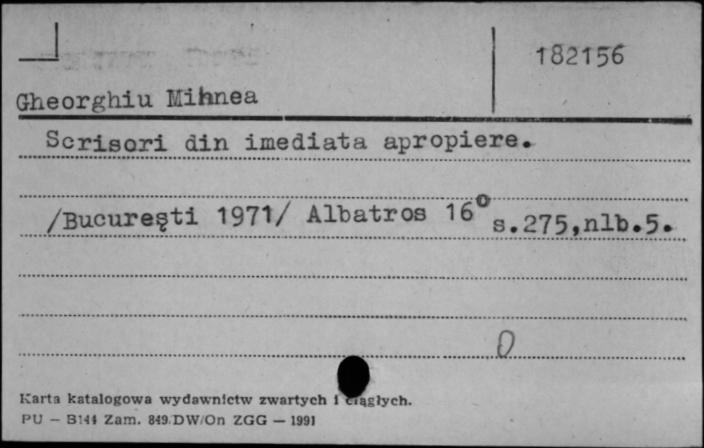 182156
Gheorghiu Mihnea
Scrisori din imediata apropiere.
/Bucureşti 1971/ Albatros 16° s.275,nlb.5.
0
Karta katalogowa wydawnictw zwartych i ciągłych.
PU — B144 Zam. 849/DW/On ZGG — 1991